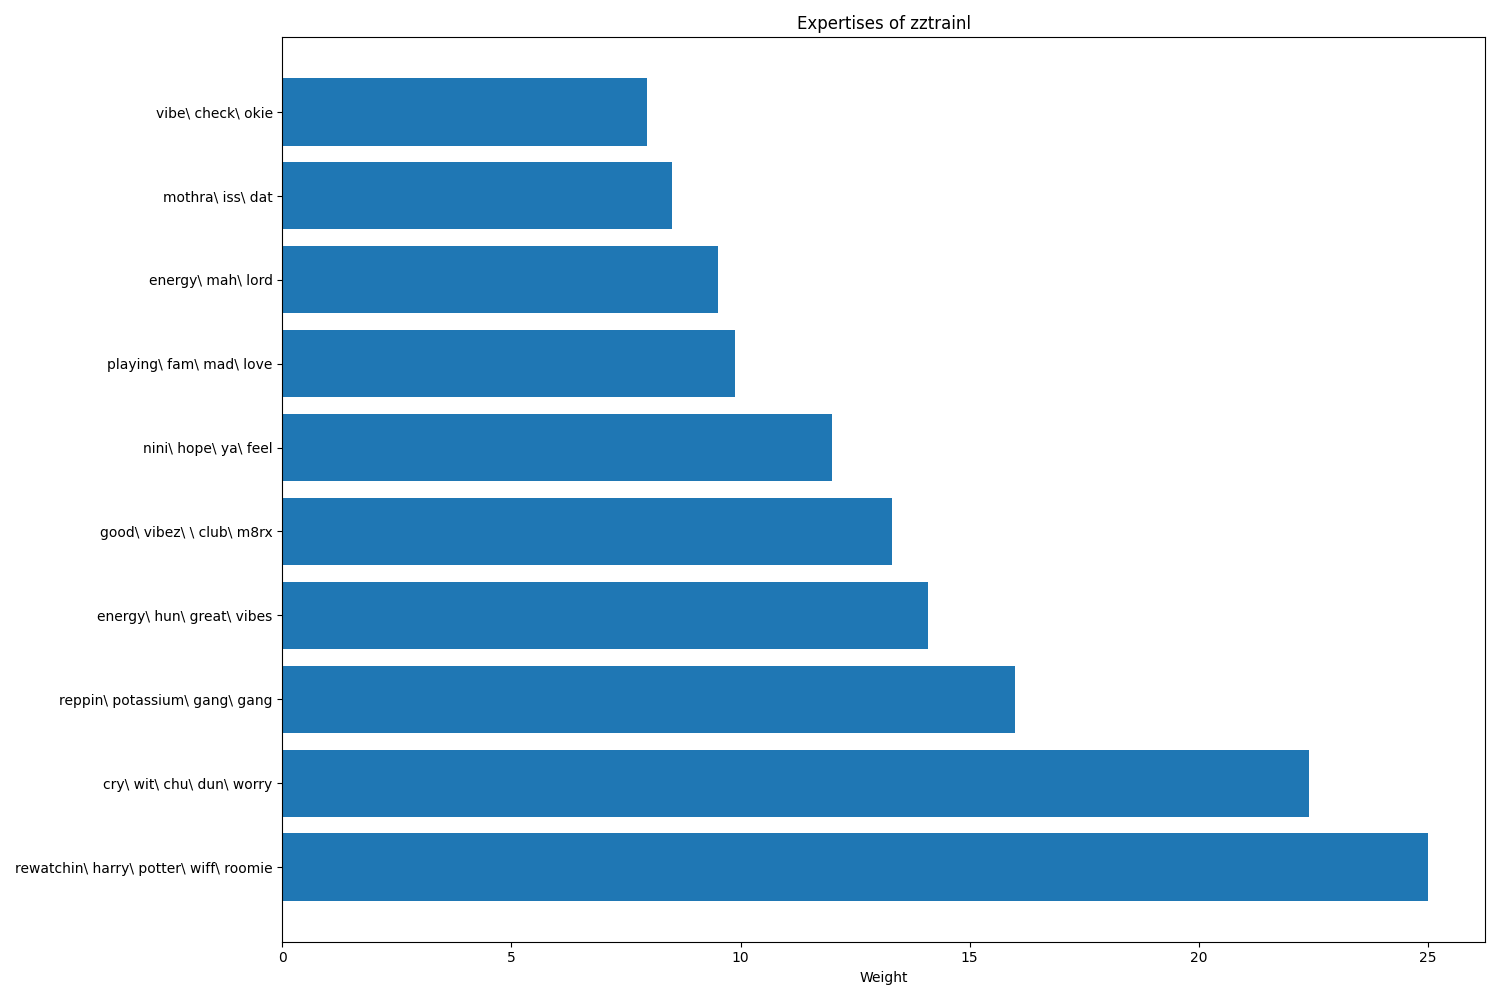 Expertises of zztrainl
vibe\ check\ okie
mothra\ iss\ dat
energy\ mah\ lord
playing\ fam\ mad\ love
nini\ hope\ ya\ feel
good\ vibez\ \ club\ m8rx
energy\ hun\ great\ vibes
reppin\ potassium\ gang\ gang
cry\ wit\ chu\ dun\ worry
rewatchin\ harry\ potter\ wiff\ roomie
0 5 10 15 20 25
Weight